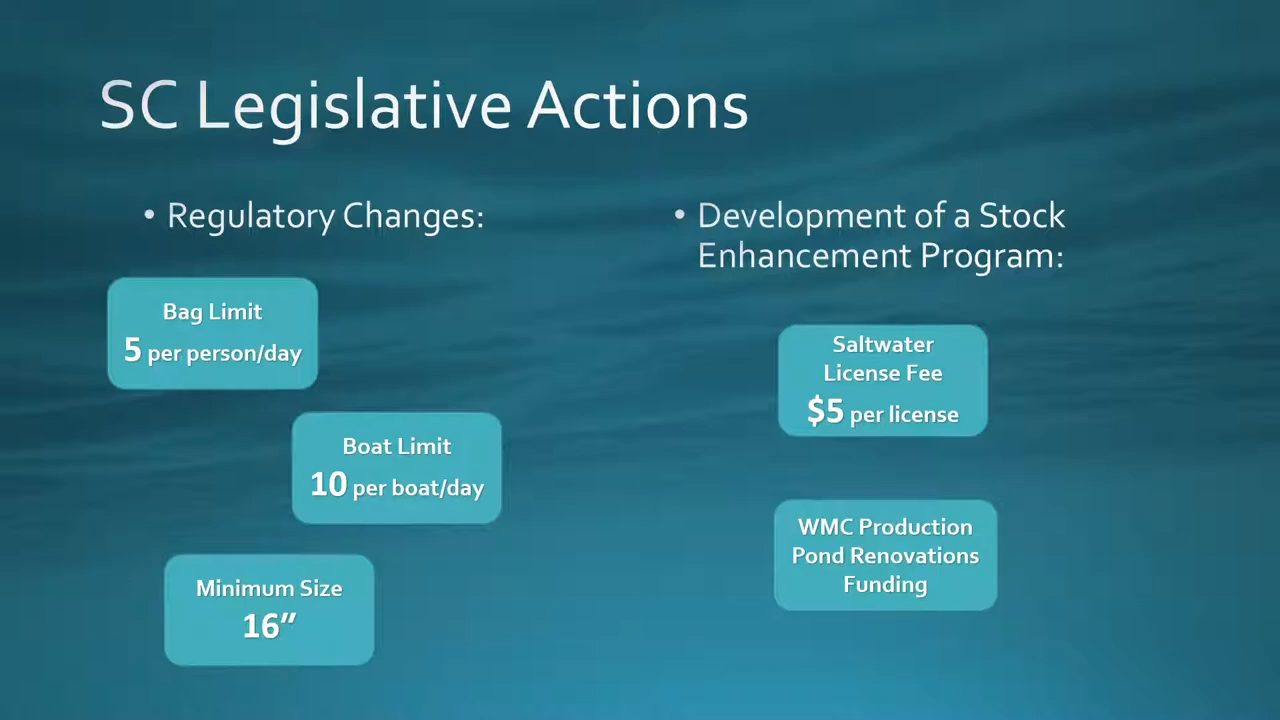 SC Legislative Actions
• Regulatory Changes:
Bag Limit
5 per person/day
Boat Limit
10 per boat/day
Minimum Size
16”
• Development of a Stock
Enhancement Program:
Saltwater
License Fee
$5 per license
WMC Production
Pond Renovations
Funding